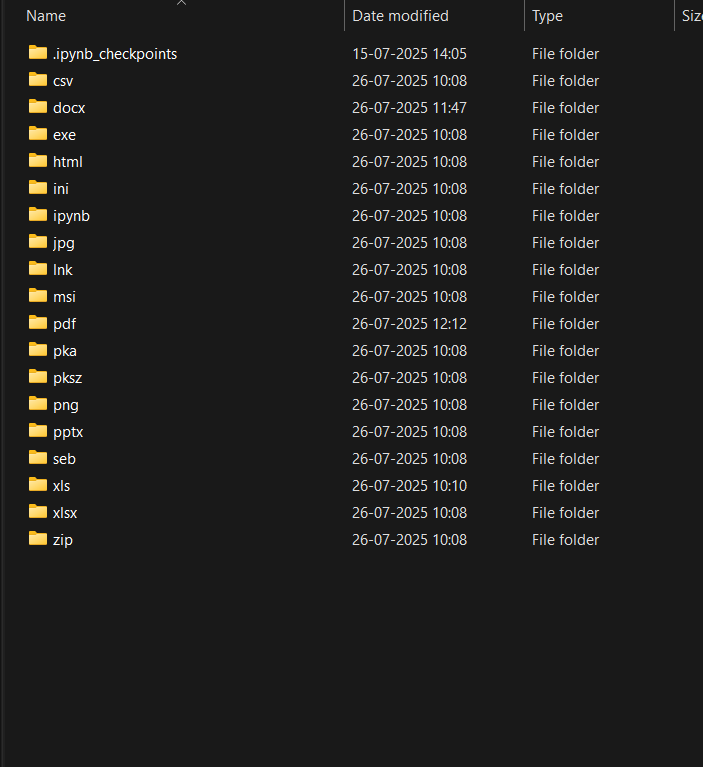 Name Date modified Type Siz
.ipynb_checkpoints 15-07-2025 14:05 File folder
csv 26-07-2025 10:08 File folder
docx 26-07-2025 11:47 File folder
exe 26-07-2025 10:08 File folder
html 26-07-2025 10:08 File folder
ini 26-07-2025 10:08 File folder
ipynb 26-07-2025 10:08 File folder
jpg 26-07-2025 10:08 File folder
lnk 26-07-2025 10:08 File folder
msi 26-07-2025 10:08 File folder
pdf 26-07-2025 12:12 File folder
pka 26-07-2025 10:08 File folder
pksz 26-07-2025 10:08 File folder
png 26-07-2025 10:08 File folder
pptx 26-07-2025 10:08 File folder
seb 26-07-2025 10:08 File folder
xls 26-07-2025 10:10 File folder
xlsx 26-07-2025 10:08 File folder
zip 26-07-2025 10:08 File folder